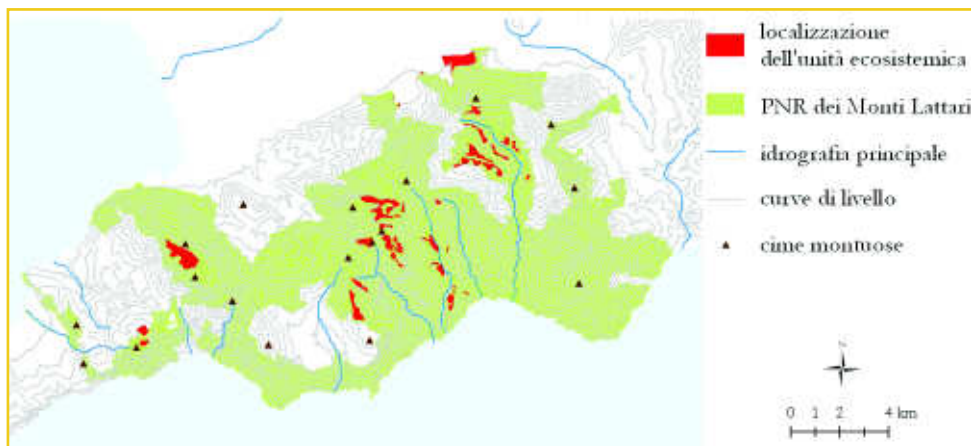 localizzazione
dell'unità ecosistemica
PNR dei Monti Lattari
idrografia principale
curve di livello
cime montuose
N
0 1 2 4 km